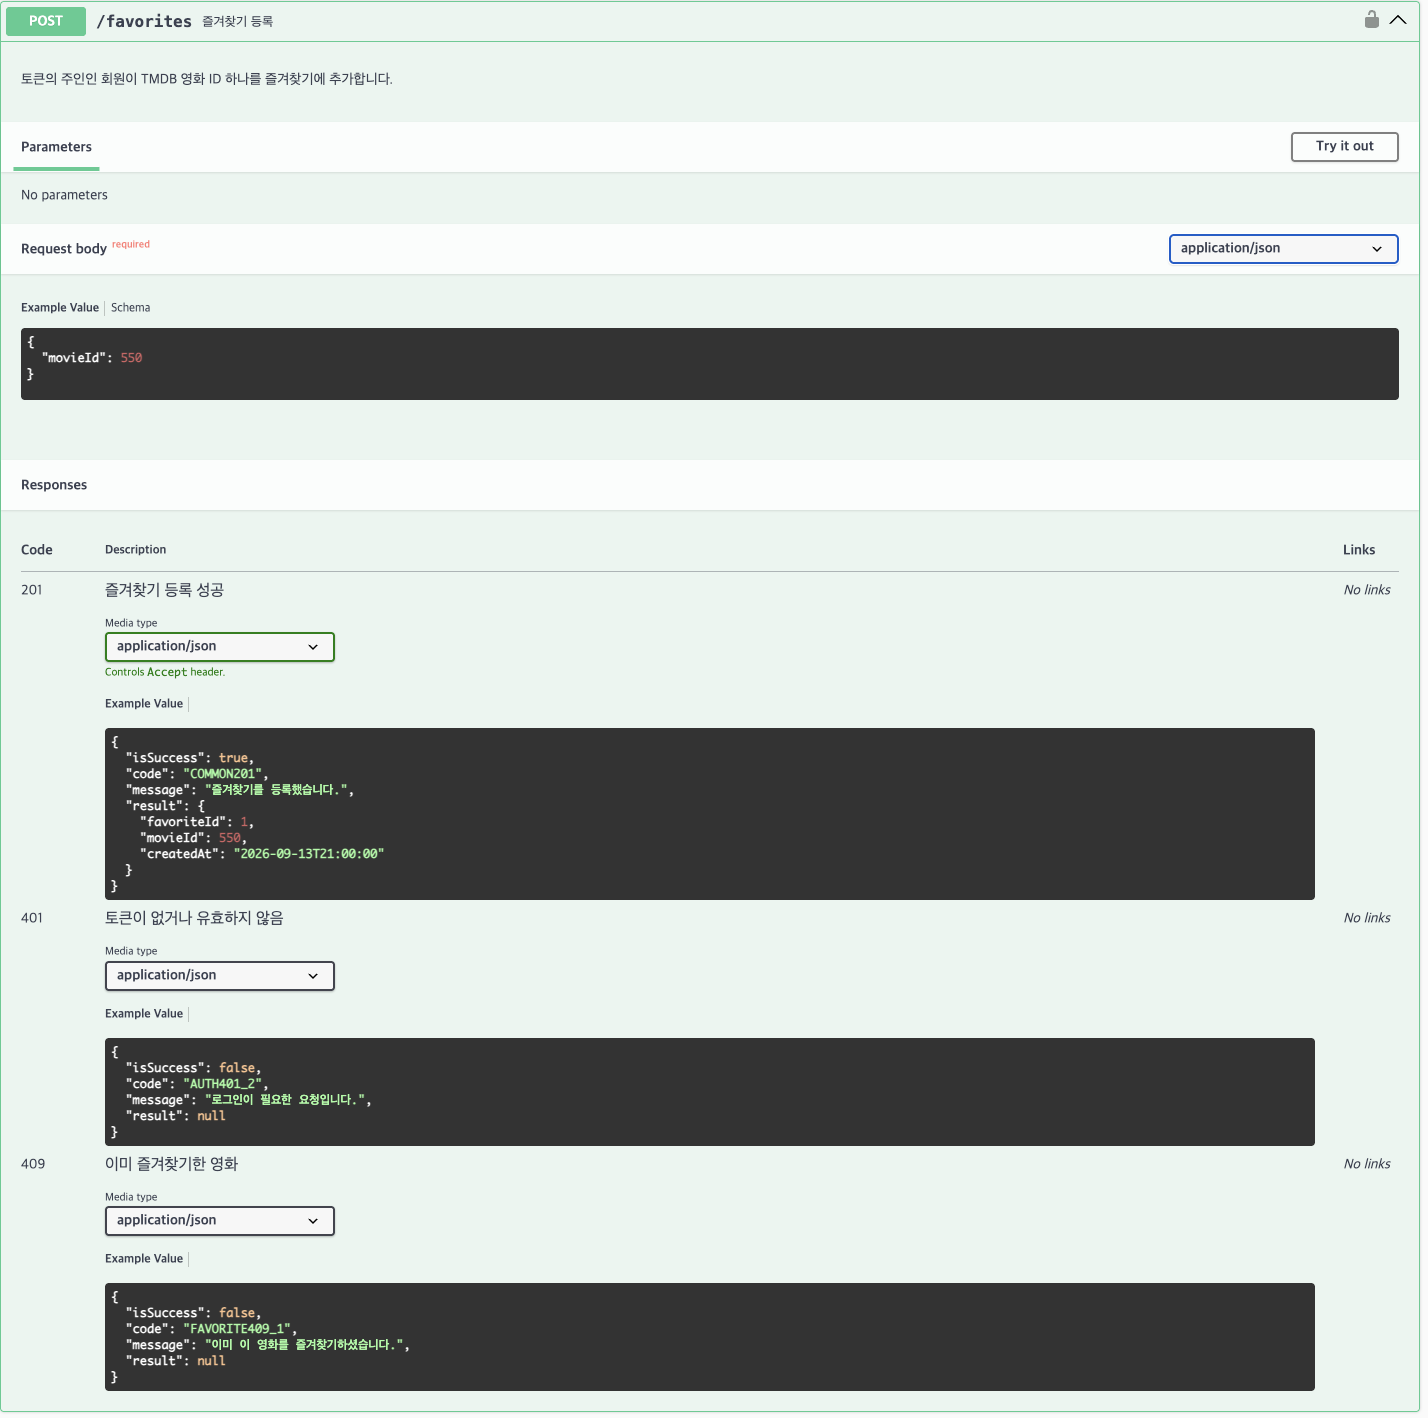 POST /favorites 즐겨찾기 등록
토큰의 주인인 회원이 TMDB 영화 ID 하나를 즐겨찾기에 추가합니다.
Parameters
Try it out
No parameters
Request body required
application/json
Example Value Schema
{
  "movieId": 550
}
Responses
Code Description Links
201 즐겨찾기 등록 성공 No links
Media type
application/json
Controls Accept header.
Example Value
{
  "isSuccess": true,
  "code": "COMMON201",
  "message": "즐겨찾기를 등록했습니다.",
  "result": {
    "favoriteId": 1,
    "movieId": 550,
    "createdAt": "2026-09-13T21:00:00"
  }
}
401 토큰이 없거나 유효하지 않음 No links
Media type
application/json
Example Value
{
  "isSuccess": false,
  "code": "AUTH401_2",
  "message": "로그인이 필요한 요청입니다.",
  "result": null
}
409 이미 즐겨찾기한 영화 No links
Media type
application/json
Example Value
{
  "isSuccess": false,
  "code": "FAVORITE409_1",
  "message": "이미 이 영화를 즐겨찾기하셨습니다.",
  "result": null
}